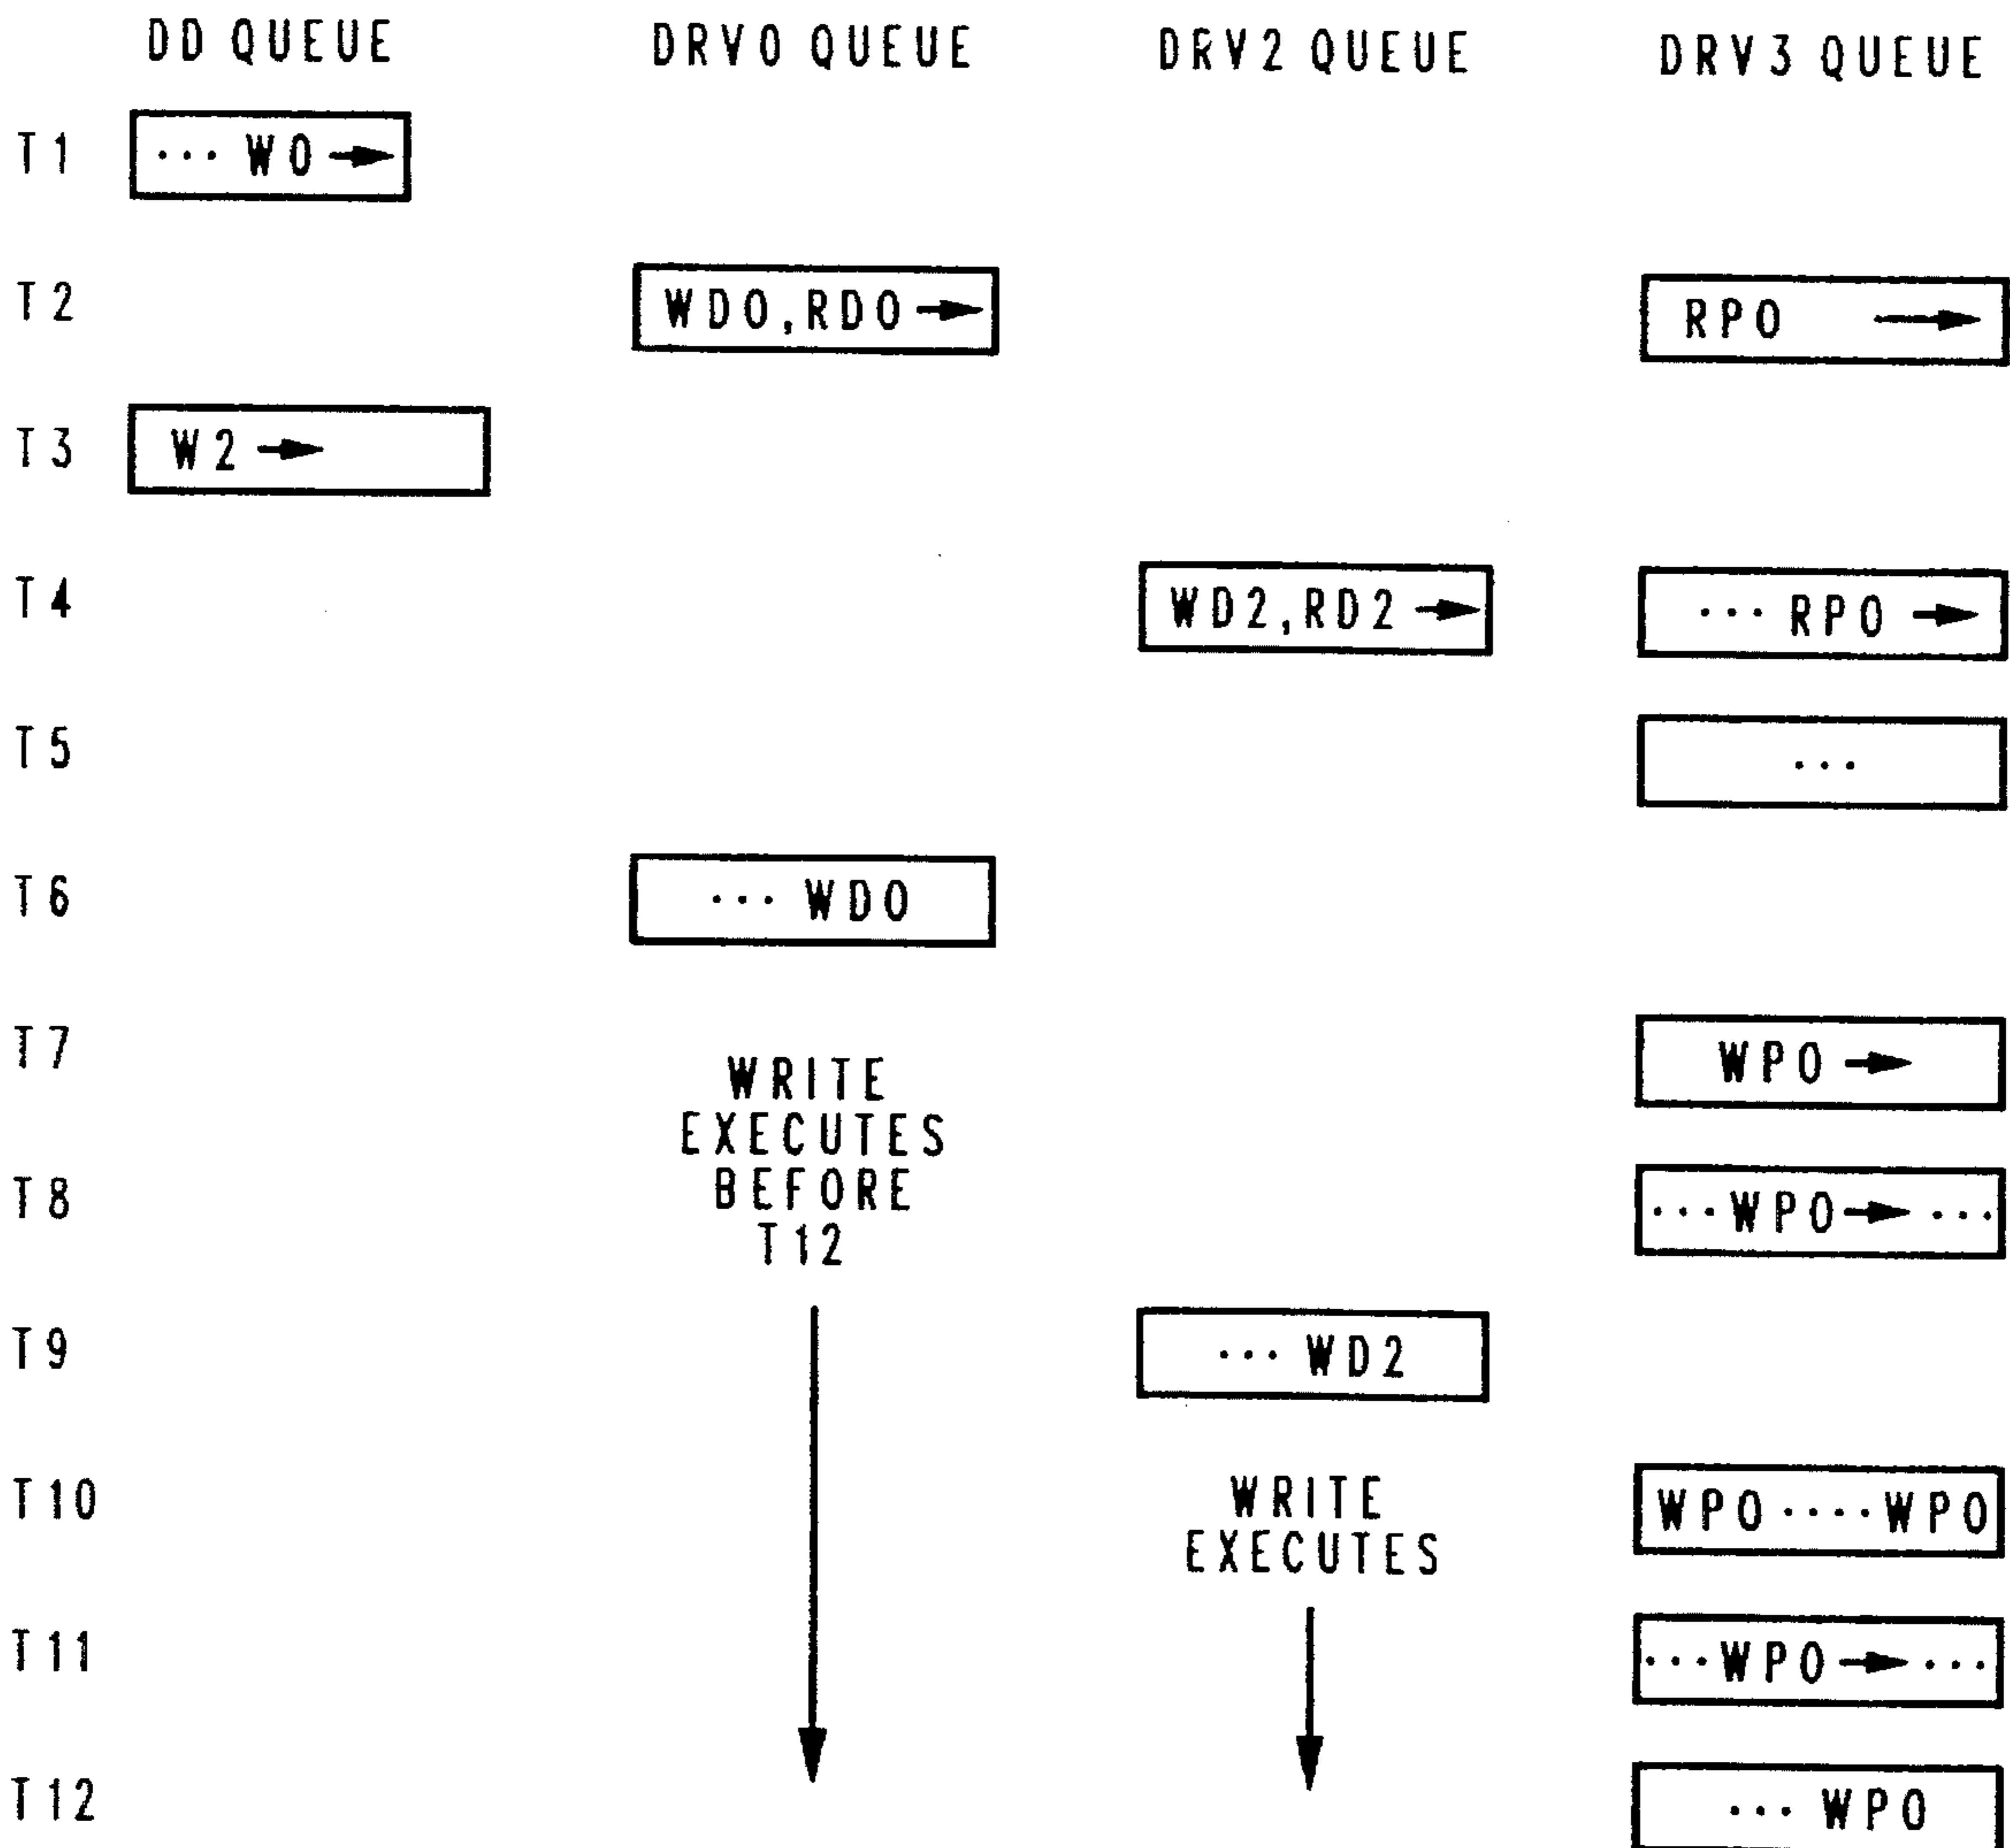 DD QUEUE DRV0 QUEUE DRV2 QUEUE DRV3 QUEUE
T1 ... W0
T2 WD0,RD0 RP0
T3 W2
T4 WD2,RD2 ... RP0
T5 ...
T6 ... WD0
T7 WP0
WRITE
EXECUTES
BEFORE
T12
T8 ... WP0 ...
T9 ... WD2
T10 WP0 .... WP0
WRITE
EXECUTES
T11 ... WP0 ...
T12 ... WP0